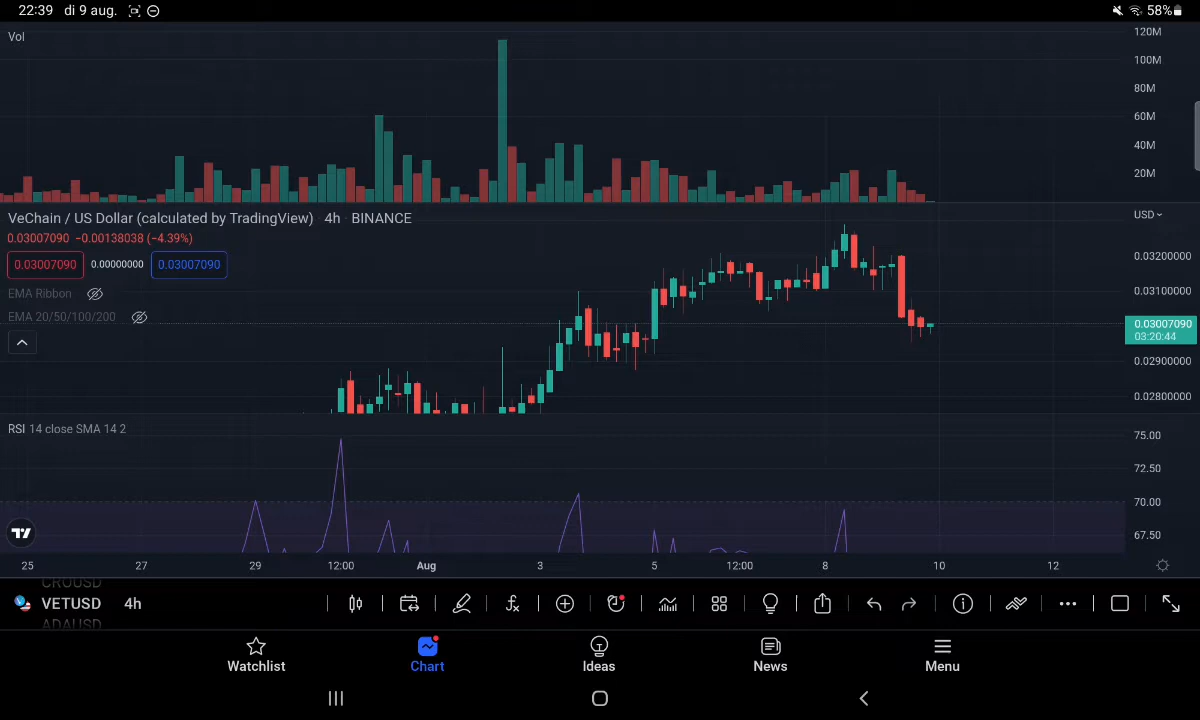 22:39 di 9 aug. 58%
Vol
120M
100M
80M
60M
40M
20M
VeChain / US Dollar (calculated by TradingView) · 4h · BINANCE
USD
0.03007090 −0.00138038 (−4.39%)
0.03007090 0.00000000 0.03007090
EMA Ribbon
EMA 20/50/100/200
0.03200000
0.03100000
0.03007090
03:20:44
0.02900000
0.02800000
RSI 14 close SMA 14 2
75.00
72.50
70.00
67.50
25 27 29 12:00 Aug 3 5 12:00 8 10 12
CROUSD
VETUSD 4h
ADAUSD
Watchlist Chart Ideas News Menu